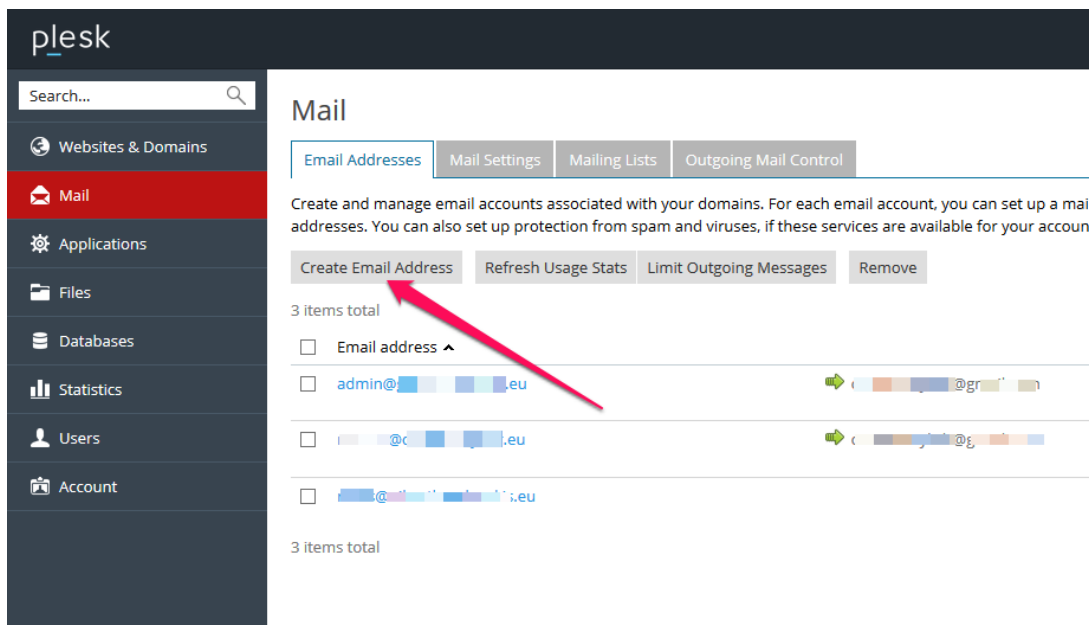 plesk
Search...
Websites & Domains
Mail
Applications
Files
Databases
Statistics
Users
Account
Mail
Email Addresses Mail Settings Mailing Lists Outgoing Mail Control
Create and manage email accounts associated with your domains. For each email account, you can set up a mai
addresses. You can also set up protection from spam and viruses, if these services are available for your accoun
Create Email Address Refresh Usage Stats Limit Outgoing Messages Remove
3 items total
Email address
admin@ .eu
.eu
.eu
3 items total